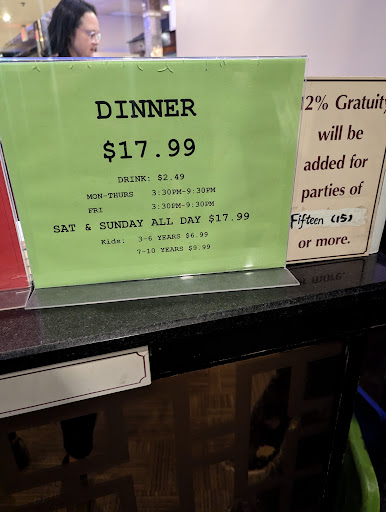 DINNER
$17.99
DRINK: $2.49
MON-THURS 3:30PM-9:30PM
FRI 3:30PM-9:30PM
SAT & SUNDAY ALL DAY $17.99
Kids: 3-6 YEARS $6.99
7-10 YEARS $9.99
12% Gratuity
will be
added for
parties of
Fifteen (15)
or more.